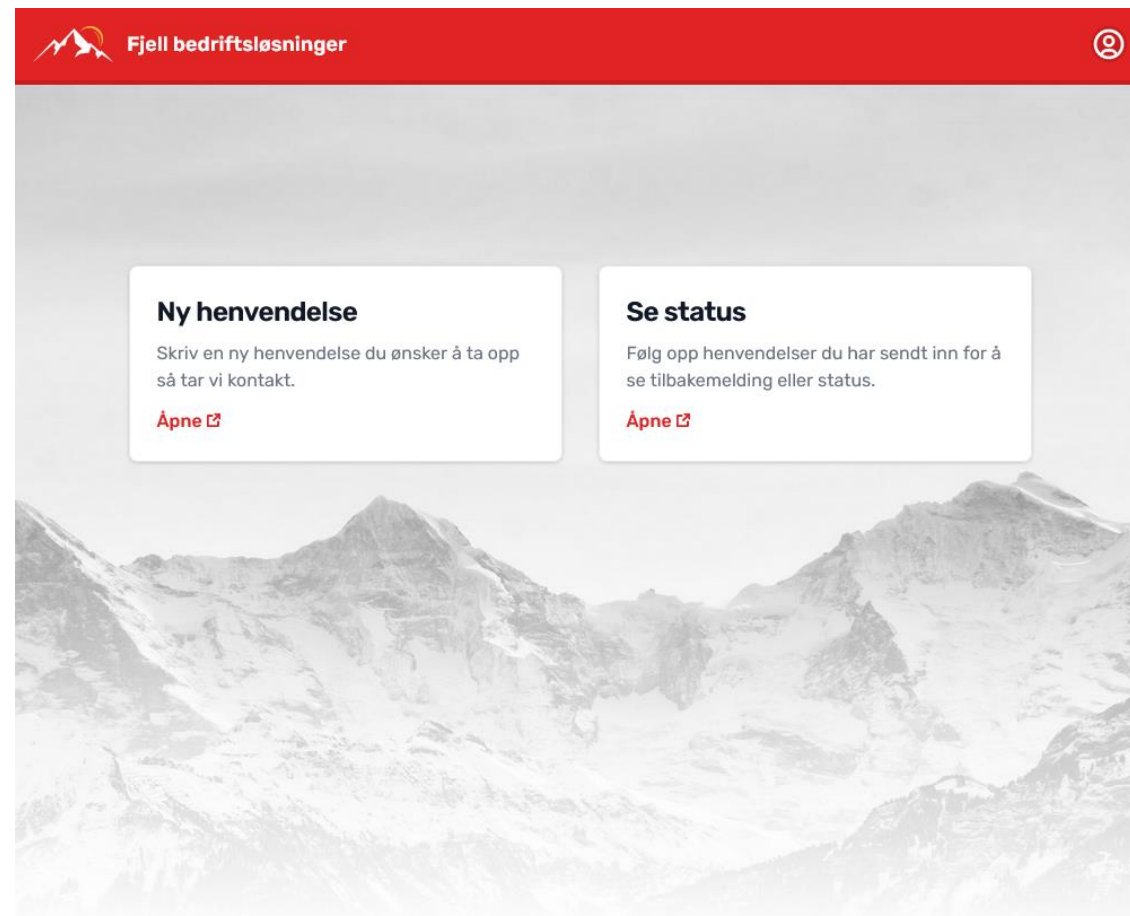 Fjell bedriftsløsninger
Ny henvendelse
Skriv en ny henvendelse du ønsker å ta opp
så tar vi kontakt.
Åpne
Se status
Følg opp henvendelser du har sendt inn for å
se tilbakemelding eller status.
Åpne